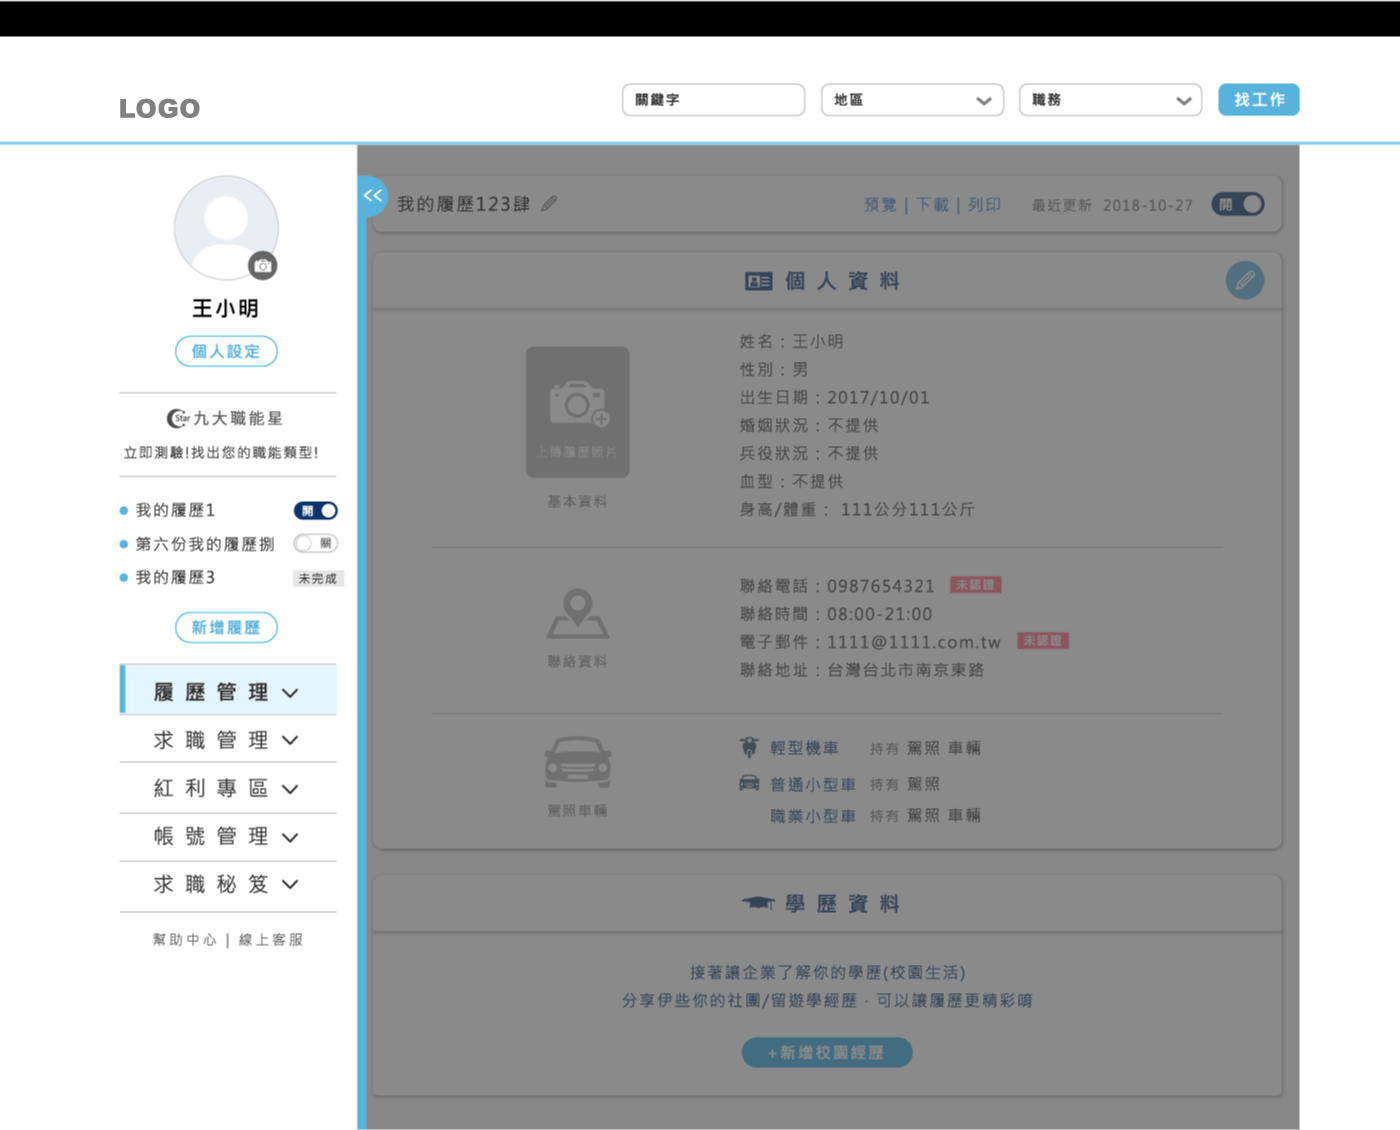 LOGO
關鍵字
地區
職務
找工作
王小明
個人設定
Star 九大職能星
立即測驗!找出您的職能類型!
我的履歷1 開
第六份我的履歷捌 關
我的履歷3 未完成
新增履歷
履歷管理
求職管理
紅利專區
帳號管理
求職秘笈
幫助中心 | 線上客服
<<
我的履歷123肆
預覽 | 下載 | 列印
最近更新 2018-10-27
開
個人資料
上傳履歷照片
基本資料
姓名：王小明
性別：男
出生日期：2017/10/01
婚姻狀況：不提供
兵役狀況：不提供
血型：不提供
身高/體重： 111公分111公斤
聯絡資料
聯絡電話：0987654321 未認證
聯絡時間：08:00-21:00
電子郵件：1111@1111.com.tw 未認證
聯絡地址：台灣台北市南京東路
駕照車輛
輕型機車 持有 駕照 車輛
普通小型車 持有 駕照
職業小型車 持有 駕照 車輛
學歷資料
接著讓企業了解你的學歷(校園生活)
分享伊些你的社團/留遊學經歷，可以讓履歷更精彩唷
+新增校園經歷